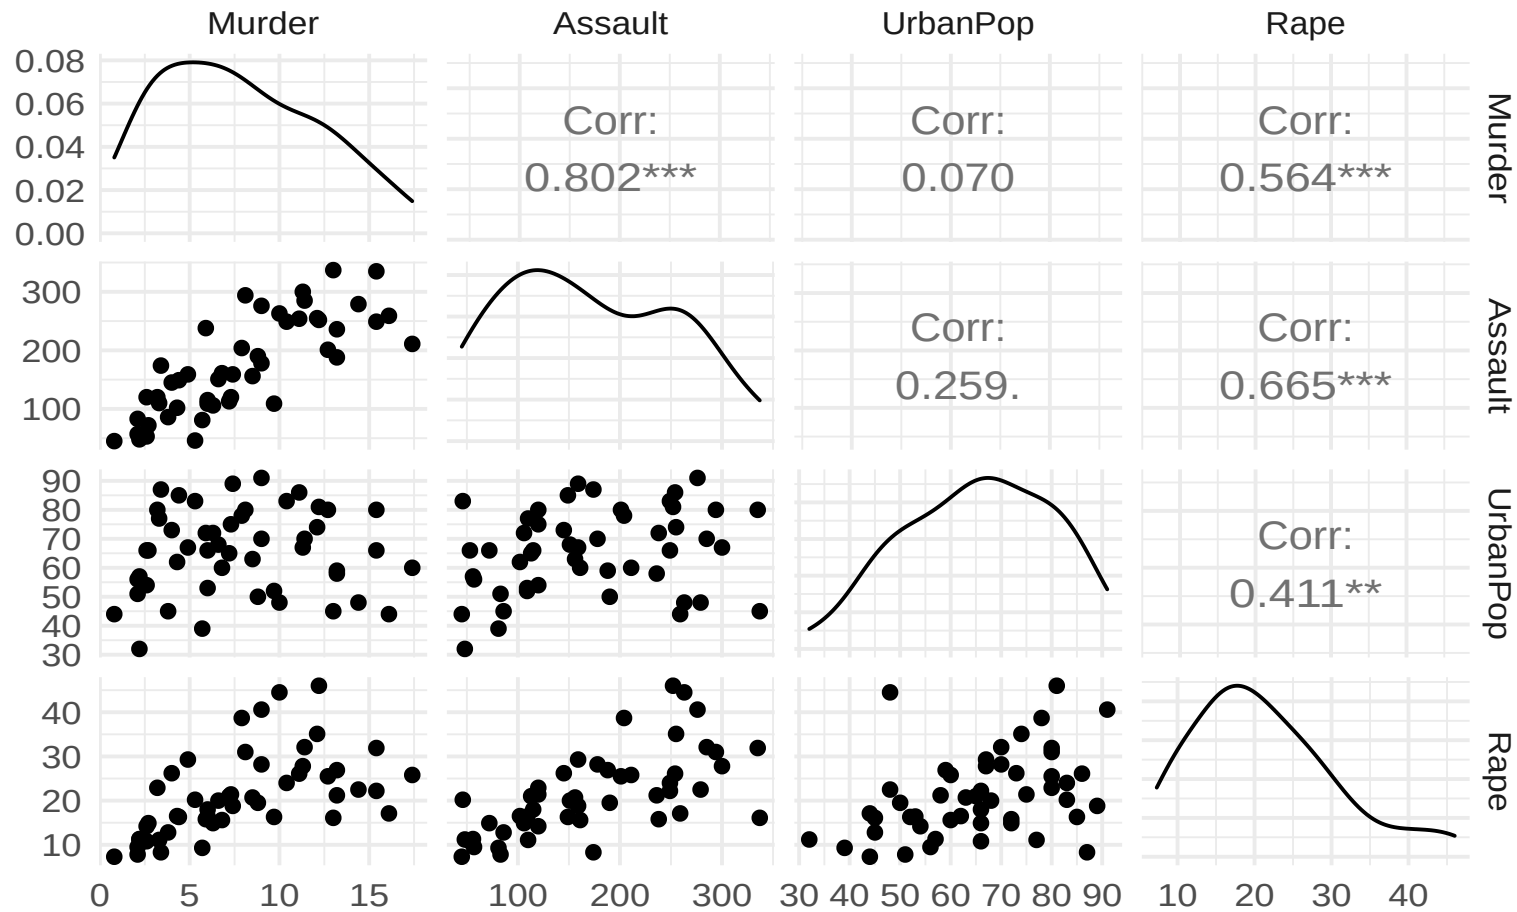 Murder Assault UrbanPop Rape
0.08
0.06
0.04
0.02
0.00
Corr:
0.802***
Corr:
0.070
Corr:
0.564***
Murder
300
200
100
Corr:
0.259.
Corr:
0.665***
Assault
90
80
70
60
50
40
30
Corr:
0.411**
UrbanPop
40
30
20
10
Rape
0 5 10 15
100 200 300
30 40 50 60 70 80 90
10 20 30 40